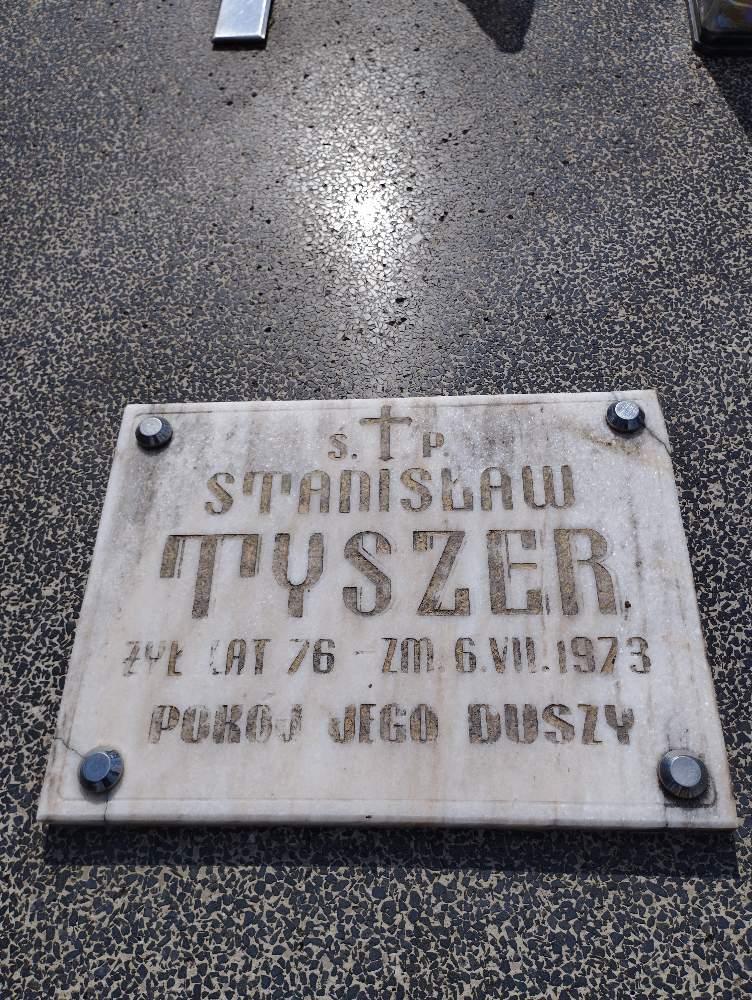 Ś. † P.
STANISŁAW
TYSZER
ŻYŁ LAT 76 - ZM. 6.VII.1973
POKÓJ JEGO DUSZY